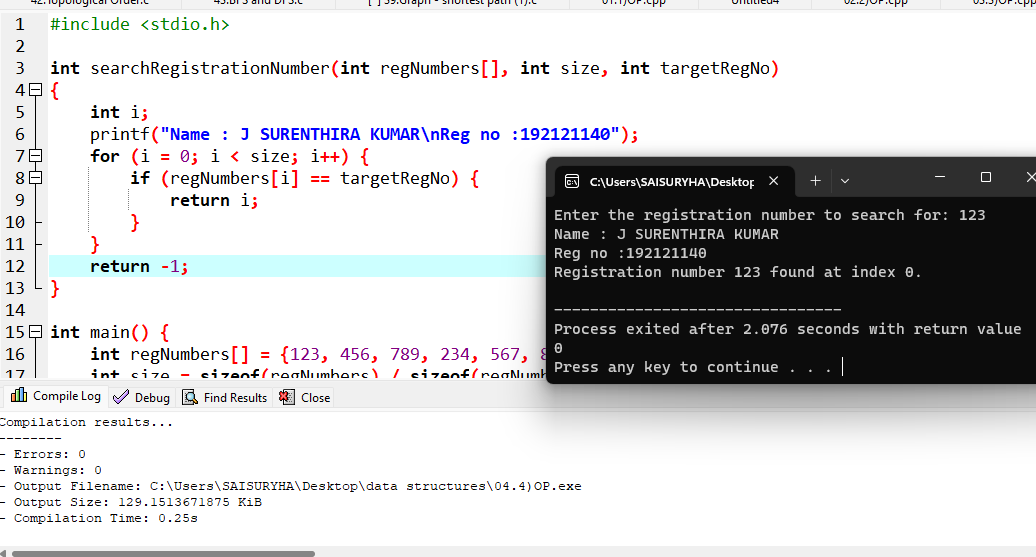 42.Topological Order.c 43.BFS and DFS.c [*] 39.Graph - shortest path (1).c 01.1)OP.cpp Untitled4 02.2)OP.cpp 03.3)OP.cpp
1 #include <stdio.h>
2
3 int searchRegistrationNumber(int regNumbers[], int size, int targetRegNo)
4 {
5 int i;
6 printf("Name : J SURENTHIRA KUMAR\nReg no :192121140");
7 for (i = 0; i < size; i++) {
8 if (regNumbers[i] == targetRegNo) {
9 return i;
10 }
11 }
12 return -1;
13 }
14
15 int main() {
16 int regNumbers[] = {123, 456, 789, 234, 567,
17 int size = sizeof(regNumbers) / sizeof(regNumb
C:\Users\SAISURYHA\Desktop
Enter the registration number to search for: 123
Name : J SURENTHIRA KUMAR
Reg no :192121140
Registration number 123 found at index 0.
--------------------------------
Process exited after 2.076 seconds with return value
0
Press any key to continue . . .
Compile Log Debug Find Results Close
Compilation results...
--------
- Errors: 0
- Warnings: 0
- Output Filename: C:\Users\SAISURYHA\Desktop\data structures\04.4)OP.exe
- Output Size: 129.1513671875 KiB
- Compilation Time: 0.25s